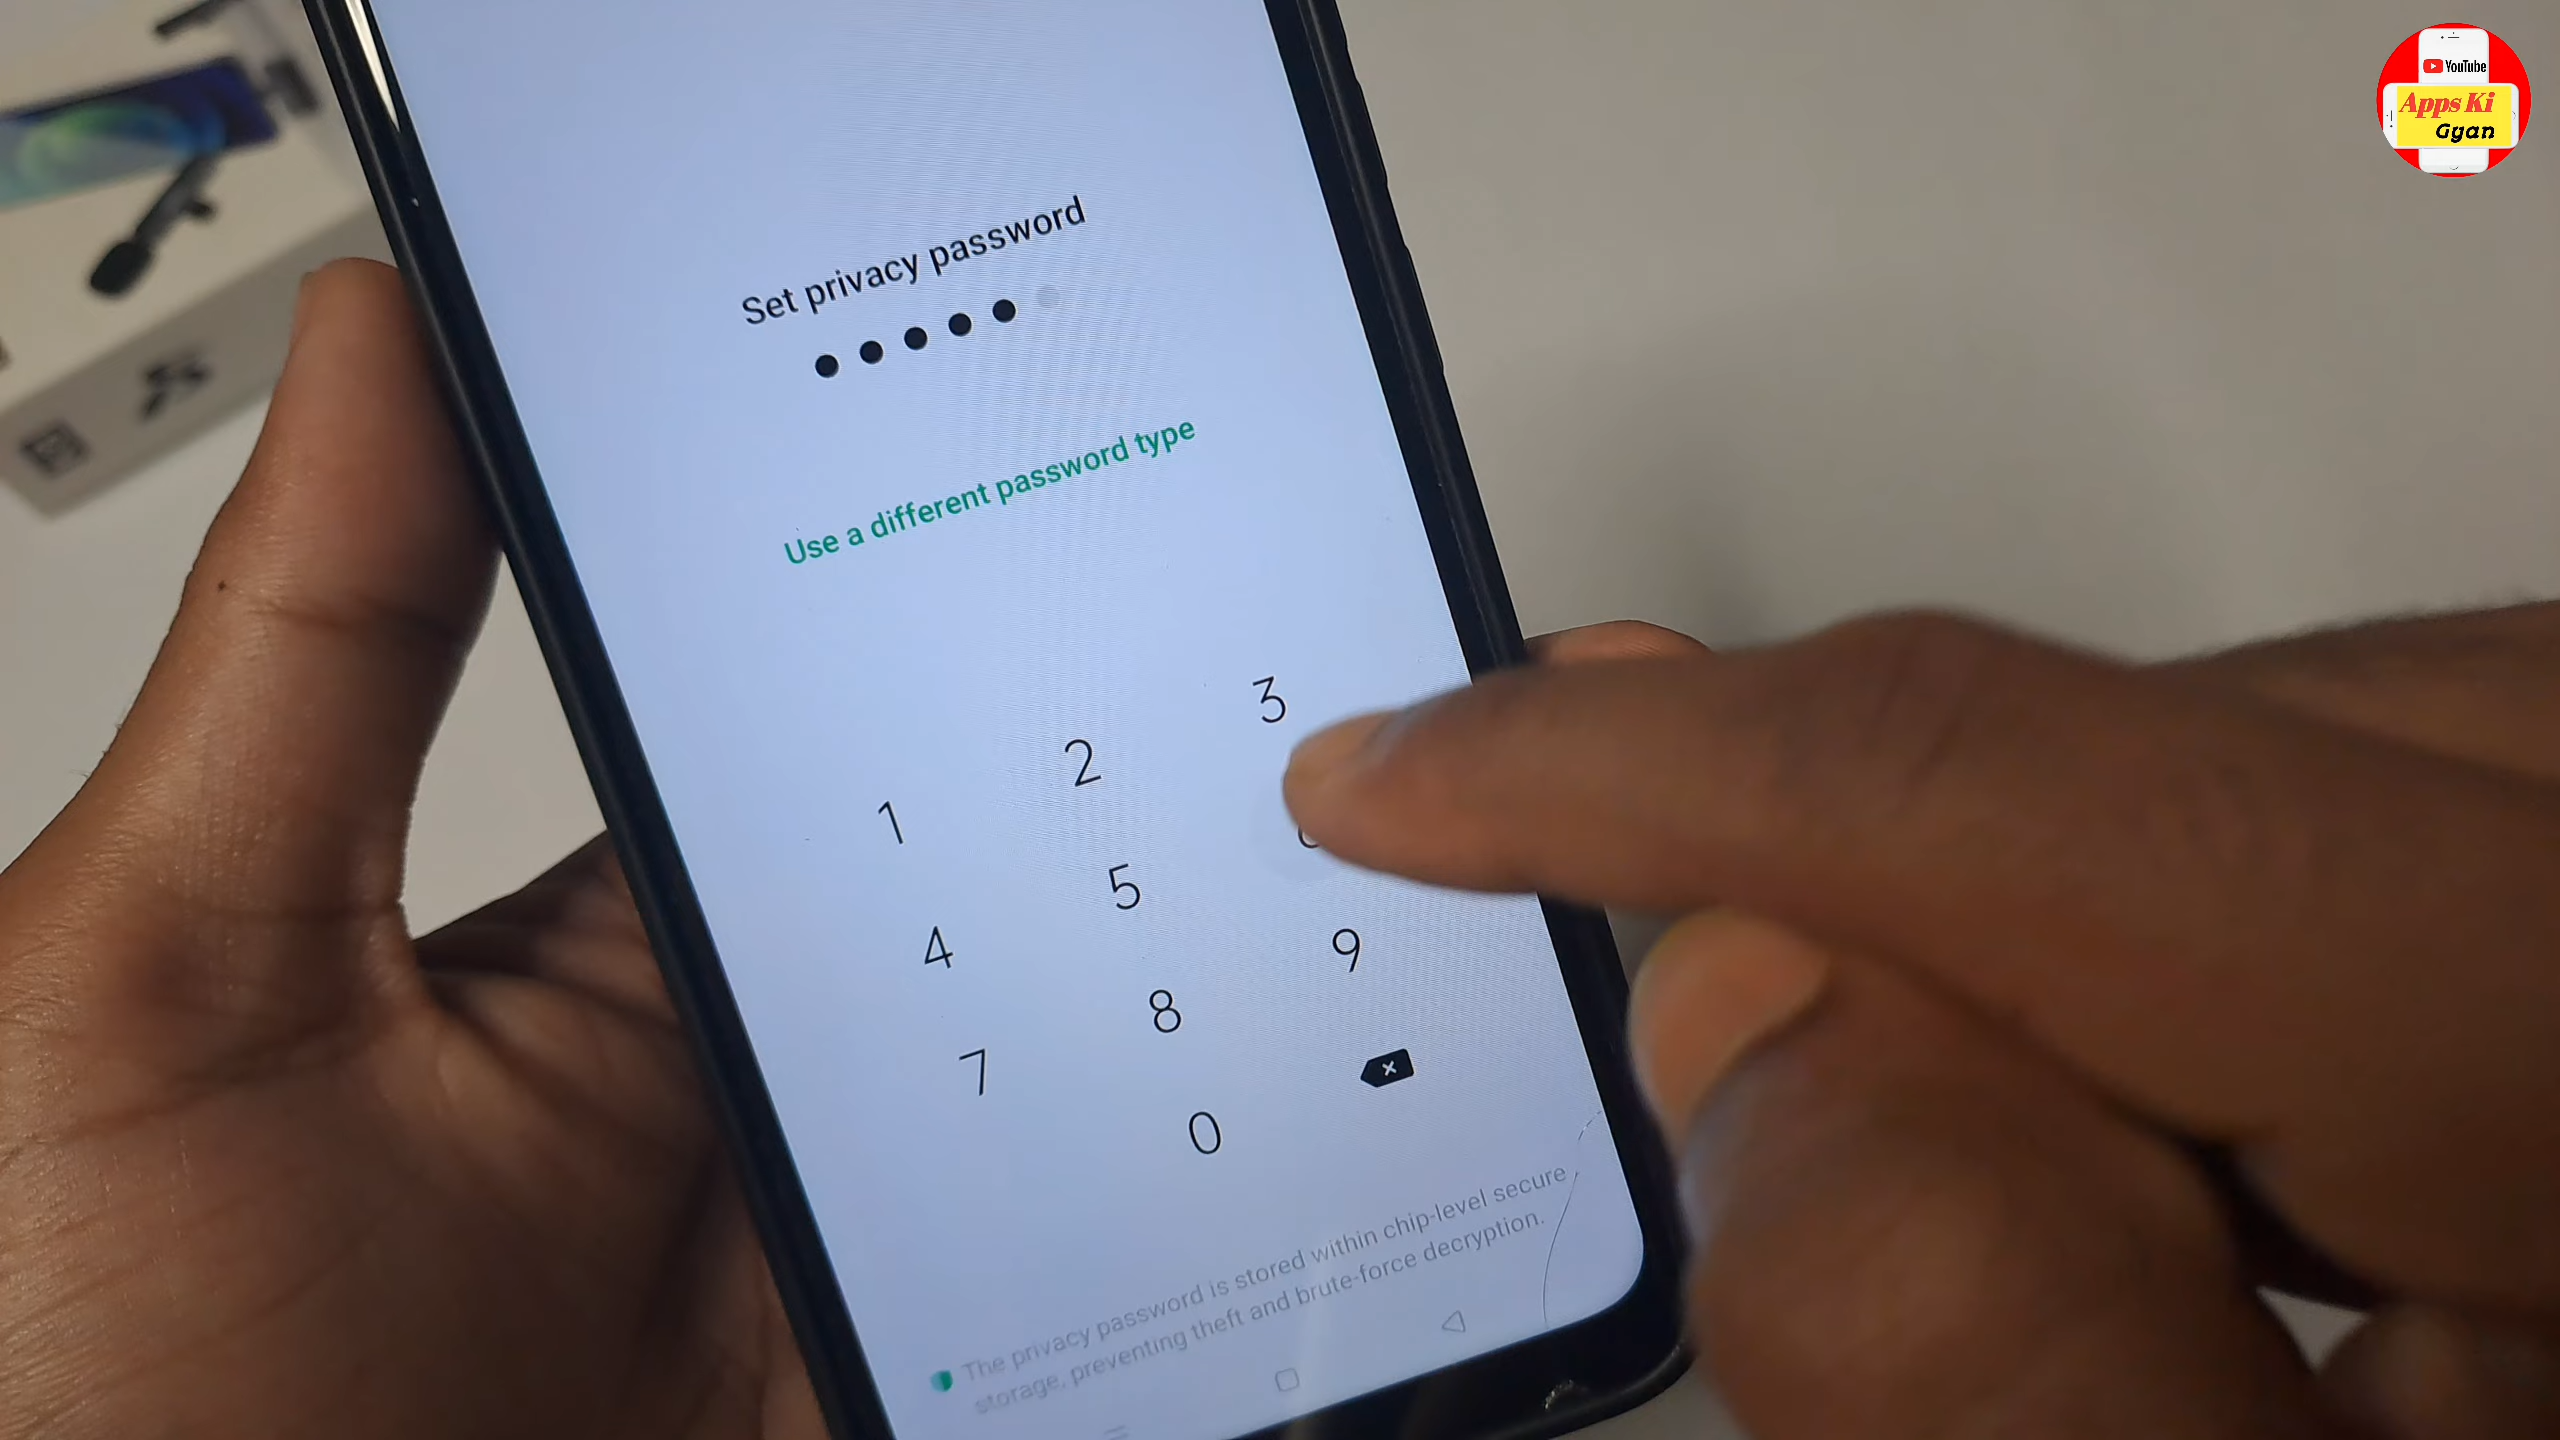 YouTube
Apps Ki
Gyan
Set privacy password
Use a different password type
1 2 3
4 5
7 8 9
0
The privacy password is stored within chip-level secure
storage, preventing theft and brute-force decryption.